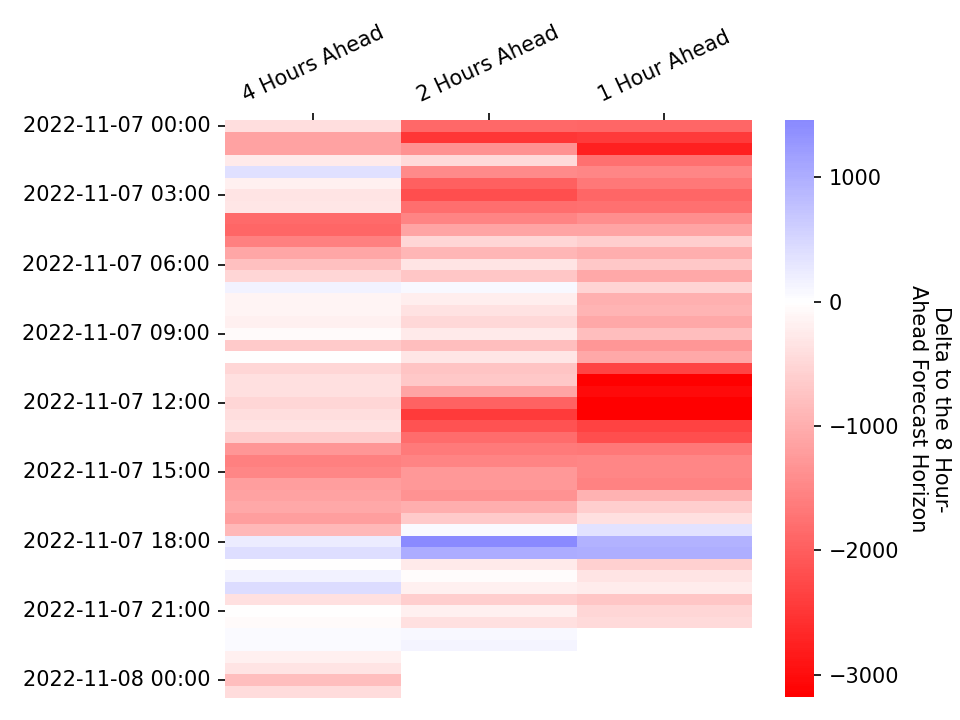 4 Hours Ahead
2 Hours Ahead
1 Hour Ahead
2022-11-07 00:00
2022-11-07 03:00
2022-11-07 06:00
2022-11-07 09:00
2022-11-07 12:00
2022-11-07 15:00
2022-11-07 18:00
2022-11-07 21:00
2022-11-08 00:00
1000
0
−1000
−2000
−3000
Delta to the 8 Hour-
Ahead Forecast Horizon